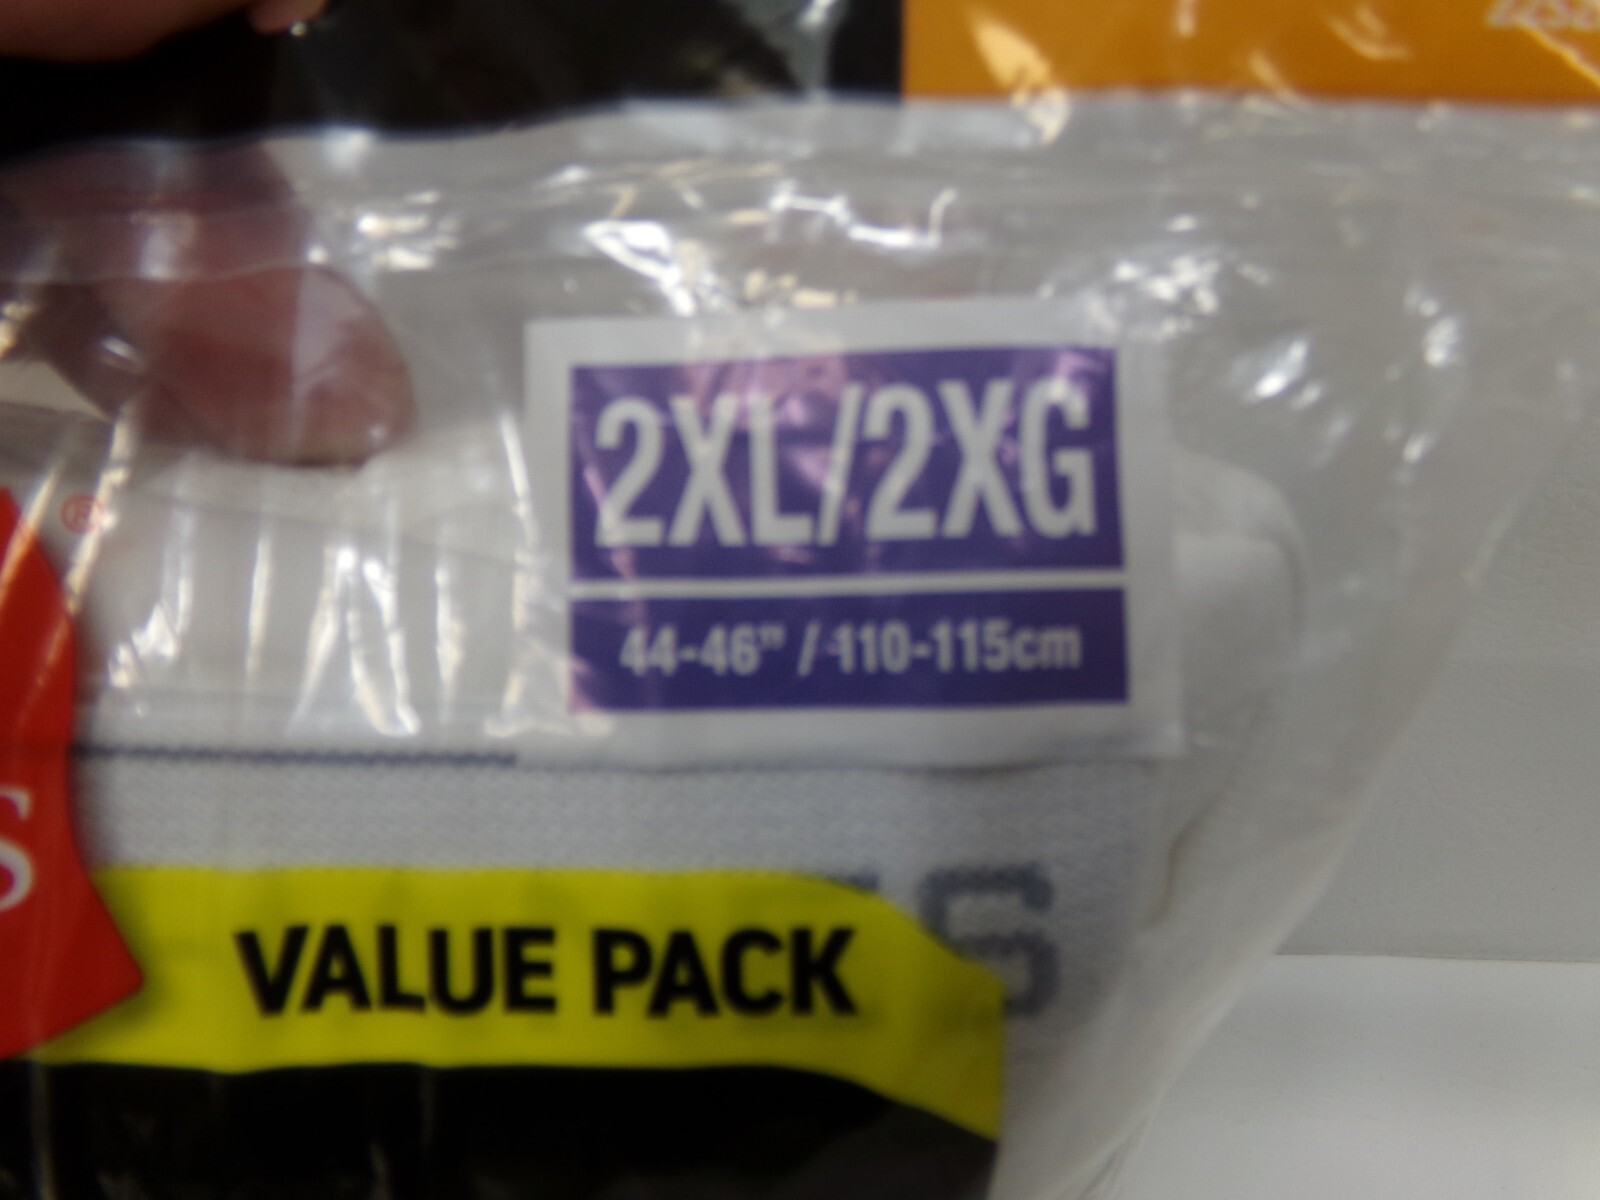 2XL/2XG
44-46” / 110-115cm
®
S
S
VALUE PACK